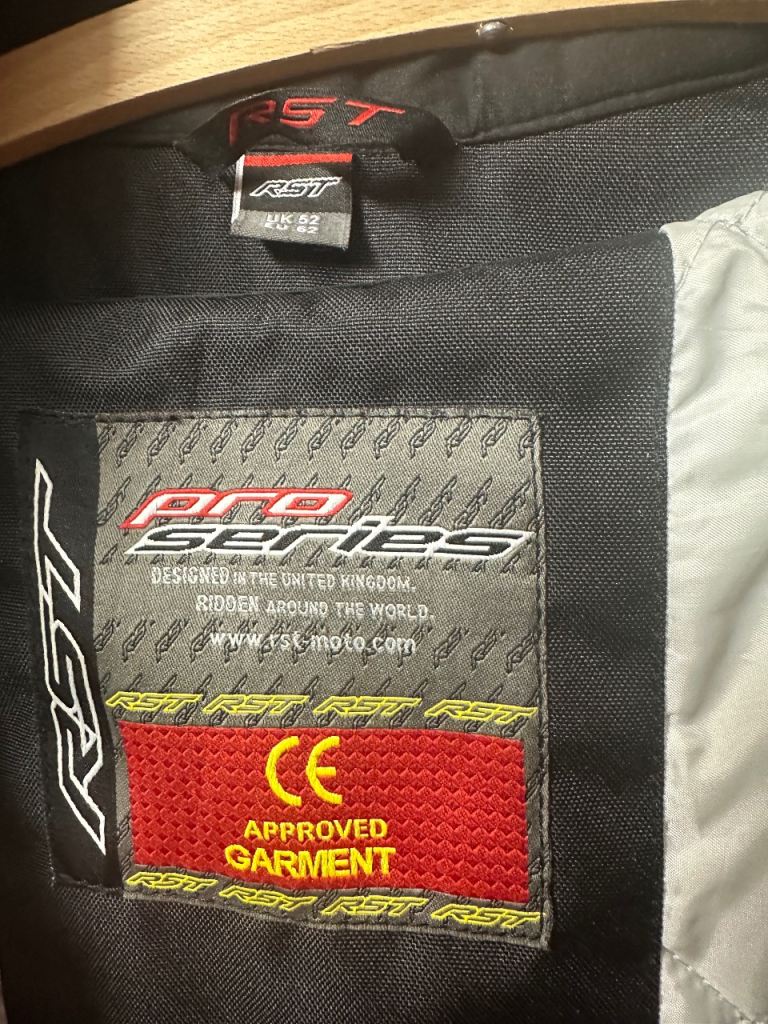 RST
RST
UK 52
EU 62
RST
pro
series
DESIGNED IN THE UNITED KINGDOM.
RIDDEN AROUND THE WORLD.
www.rst-moto.com
RST RST RST RST
CE
APPROVED
GARMENT
RST RST RST RST